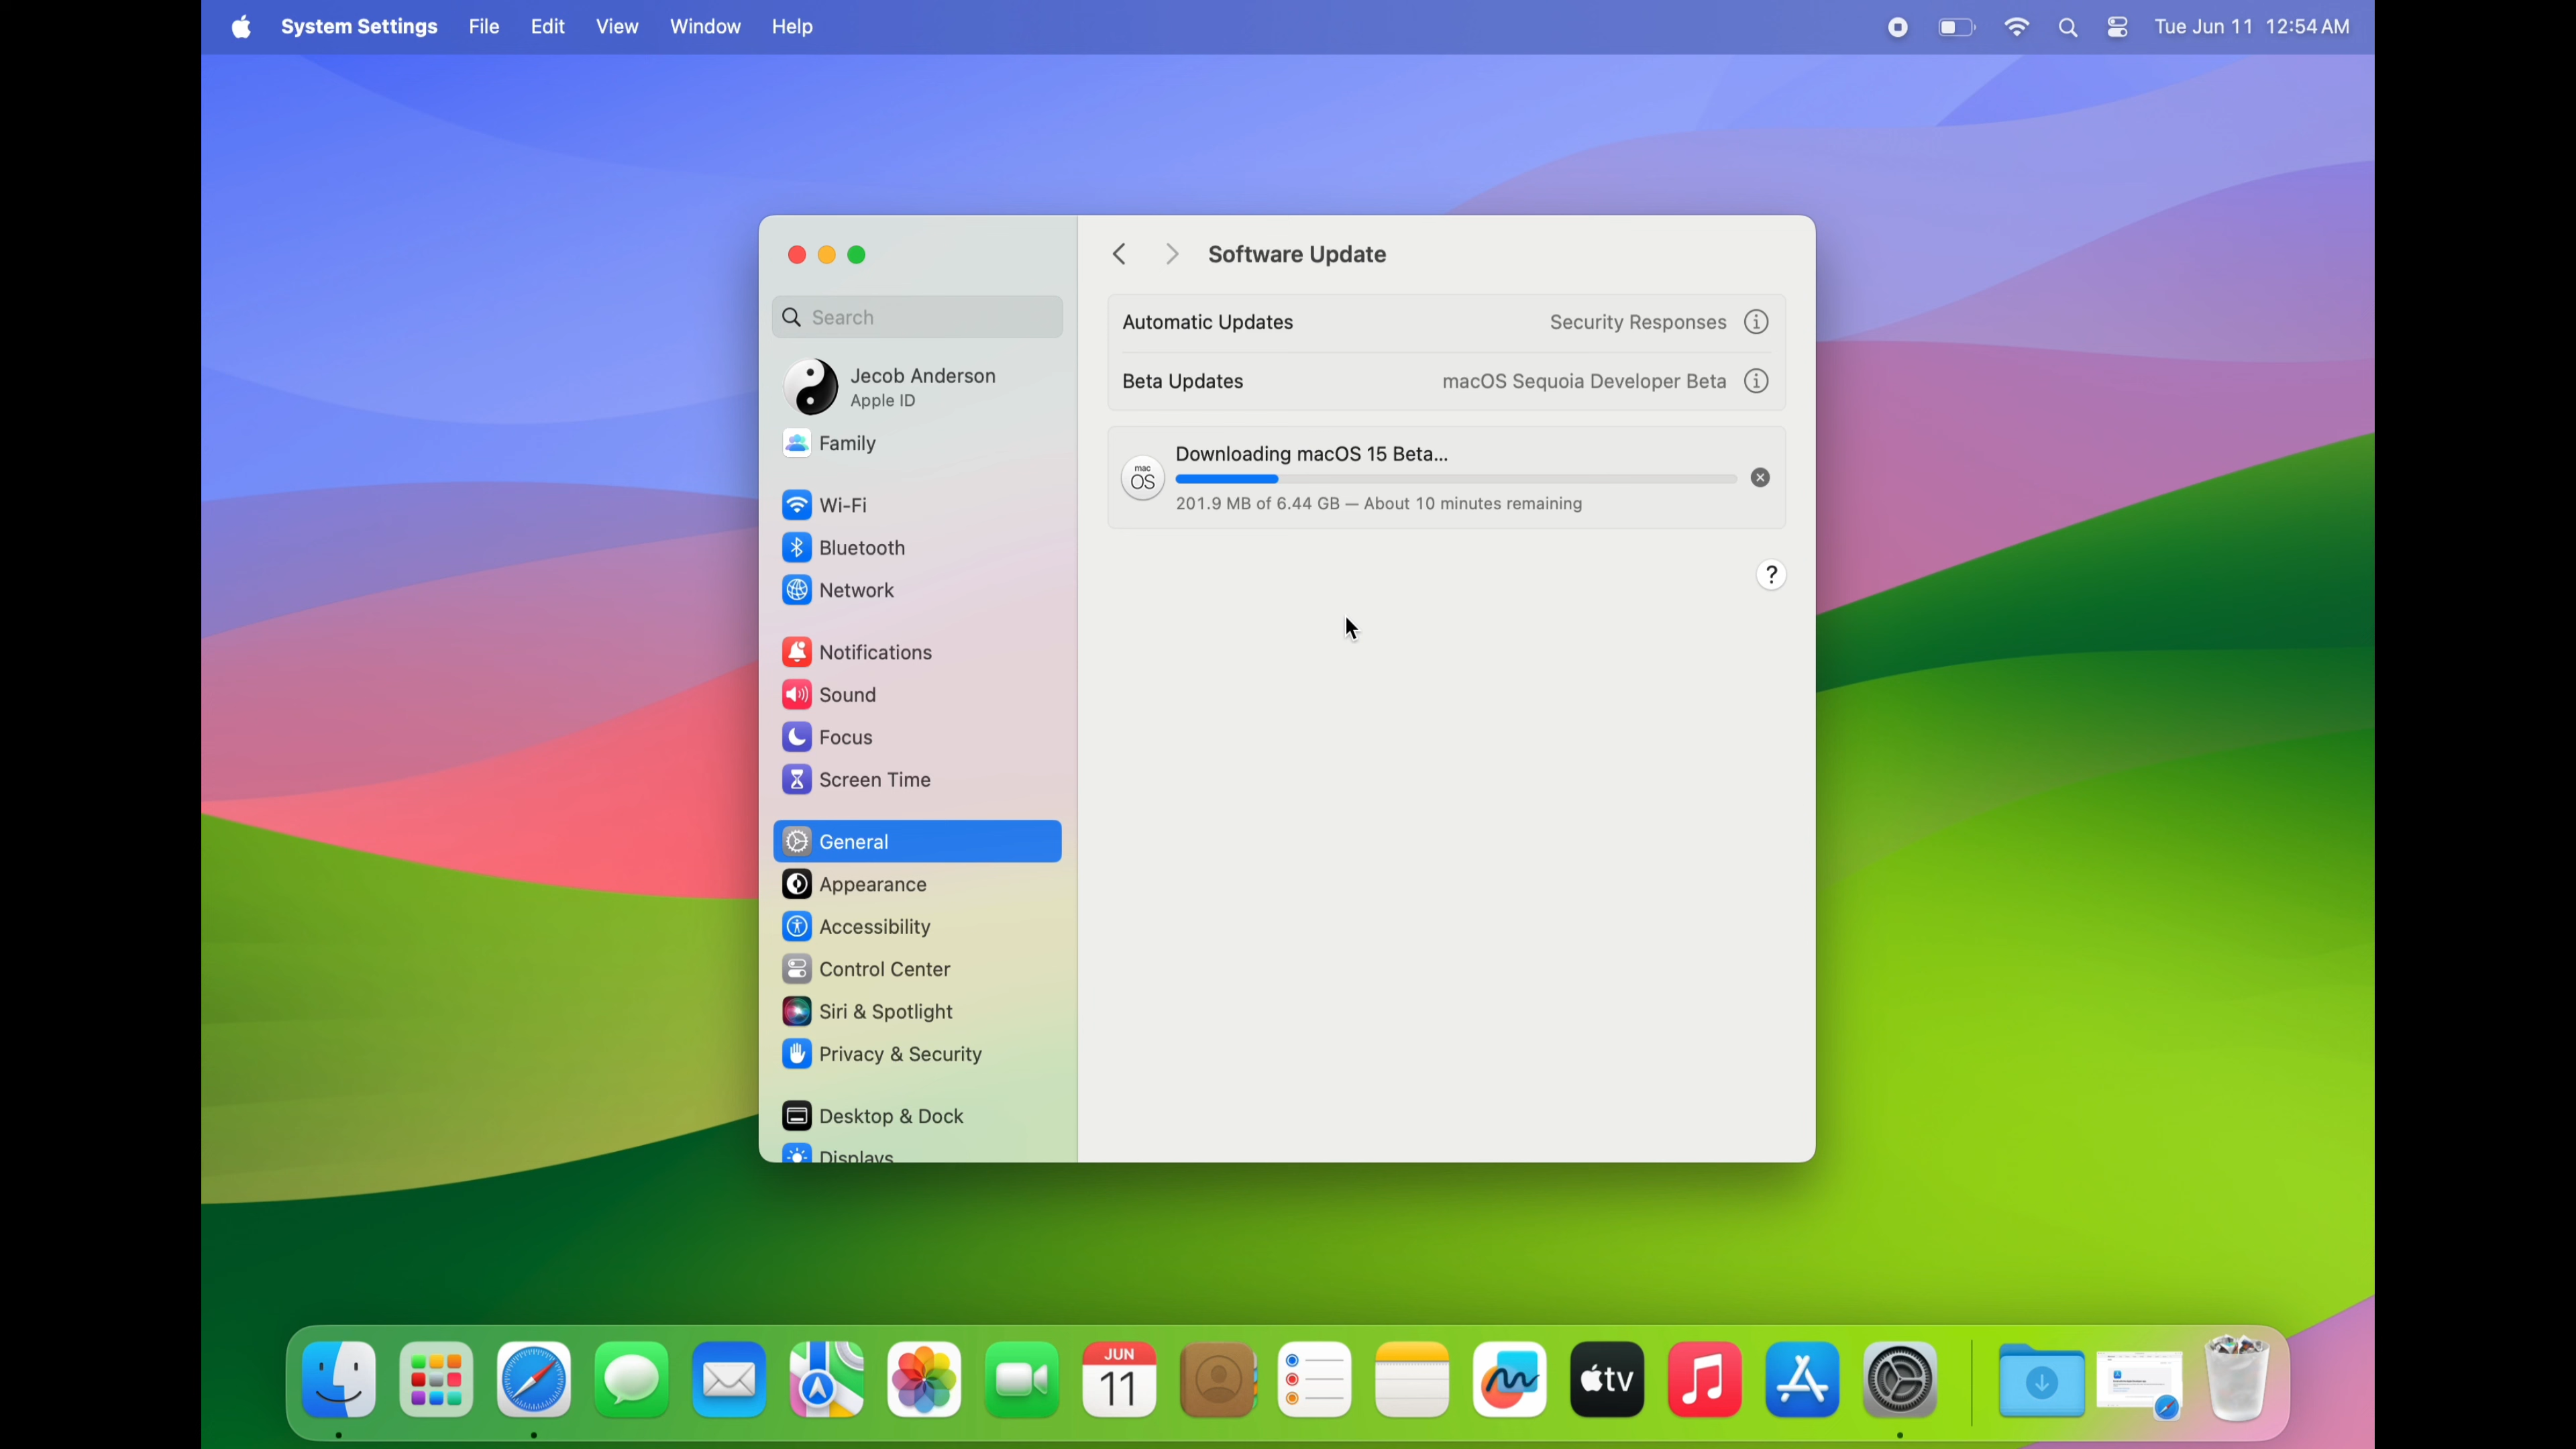 System Settings File Edit View Window Help
Tue Jun 11 12:54 AM
Software Update
Search
Jecob Anderson
Apple ID
Family
Wi-Fi
Bluetooth
Network
Notifications
Sound
Focus
Screen Time
General
Appearance
Accessibility
Control Center
Siri & Spotlight
Privacy & Security
Desktop & Dock
Displays
Automatic Updates Security Responses
Beta Updates macOS Sequoia Developer Beta
mac
OS
Downloading macOS 15 Beta...
201.9 MB of 6.44 GB — About 10 minutes remaining
?
JUN
11
tv